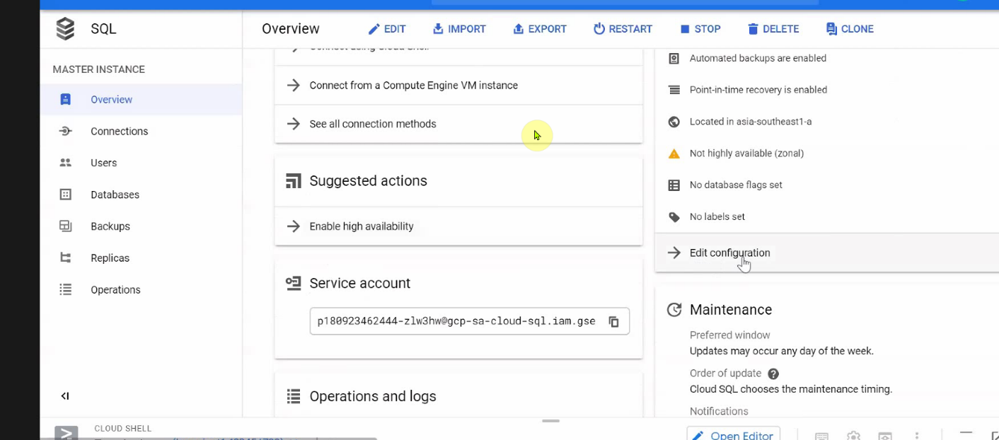 SQL
Overview
EDIT
IMPORT
EXPORT
RESTART
STOP
DELETE
CLONE
MASTER INSTANCE
Overview
Connections
Users
Databases
Backups
Replicas
Operations
Connect using Cloud Shell
Connect from a Compute Engine VM instance
See all connection methods
Suggested actions
Enable high availability
Service account
p180923462444-zlw3hw@gcp-sa-cloud-sql.iam.gse
Operations and logs
Automated backups are enabled
Point-in-time recovery is enabled
Located in asia-southeast1-a
Not highly available (zonal)
No database flags set
No labels set
Edit configuration
Maintenance
Preferred window
Updates may occur any day of the week.
Order of update
Cloud SQL chooses the maintenance timing.
Notifications
CLOUD SHELL
Open Editor